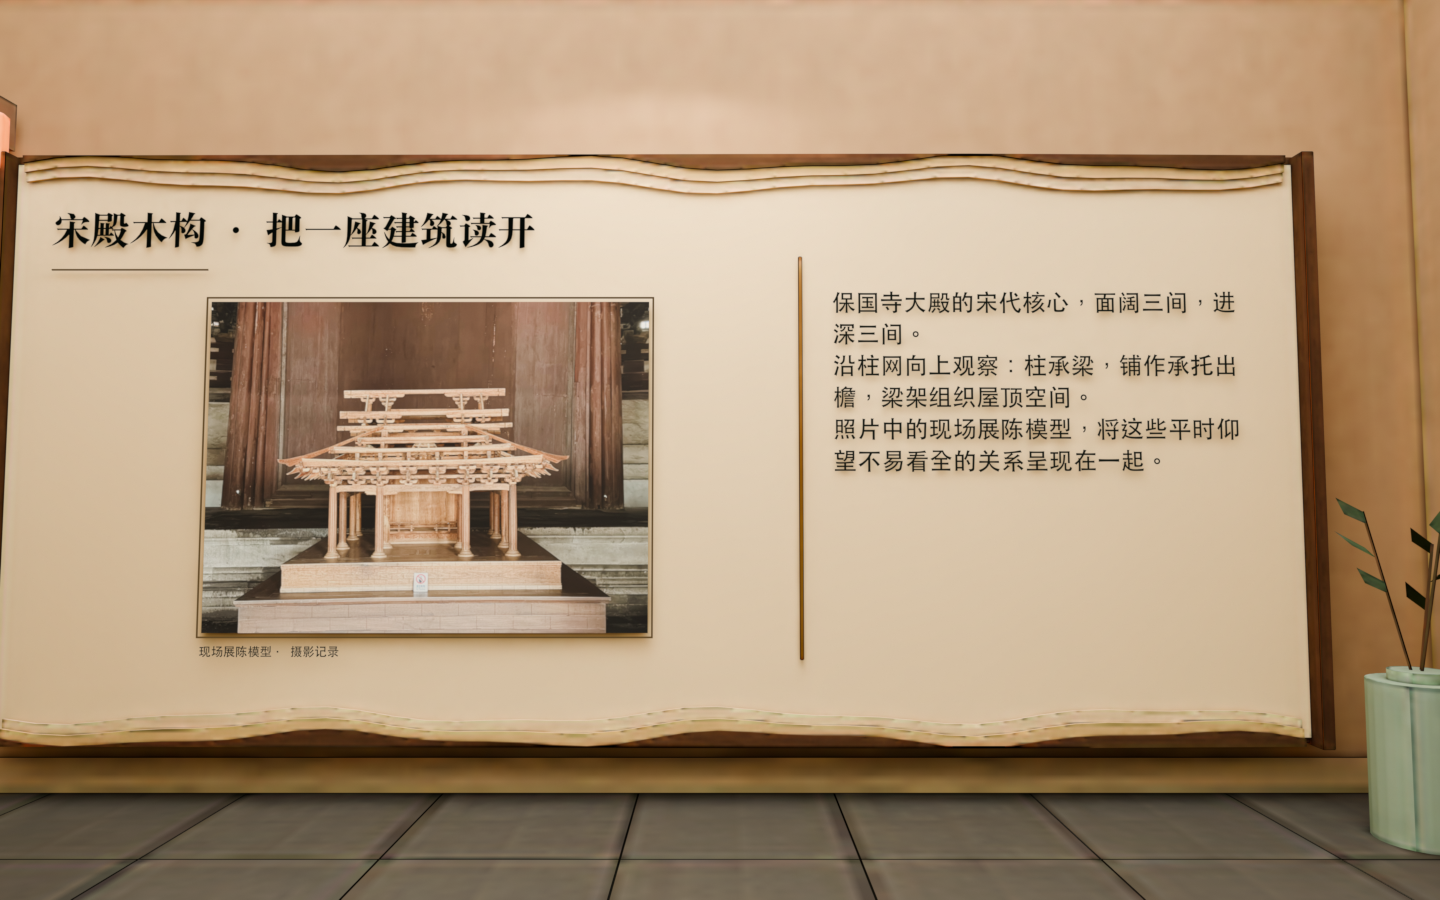 宋殿木构 · 把一座建筑读开
保国寺大殿的宋代核心，面阔三间，进
深三间。
沿柱网向上观察：柱承梁，铺作承托出
檐，梁架组织屋顶空间。
照片中的现场展陈模型，将这些平时仰
望不易看全的关系呈现在一起。
现场展陈模型· 摄影记录